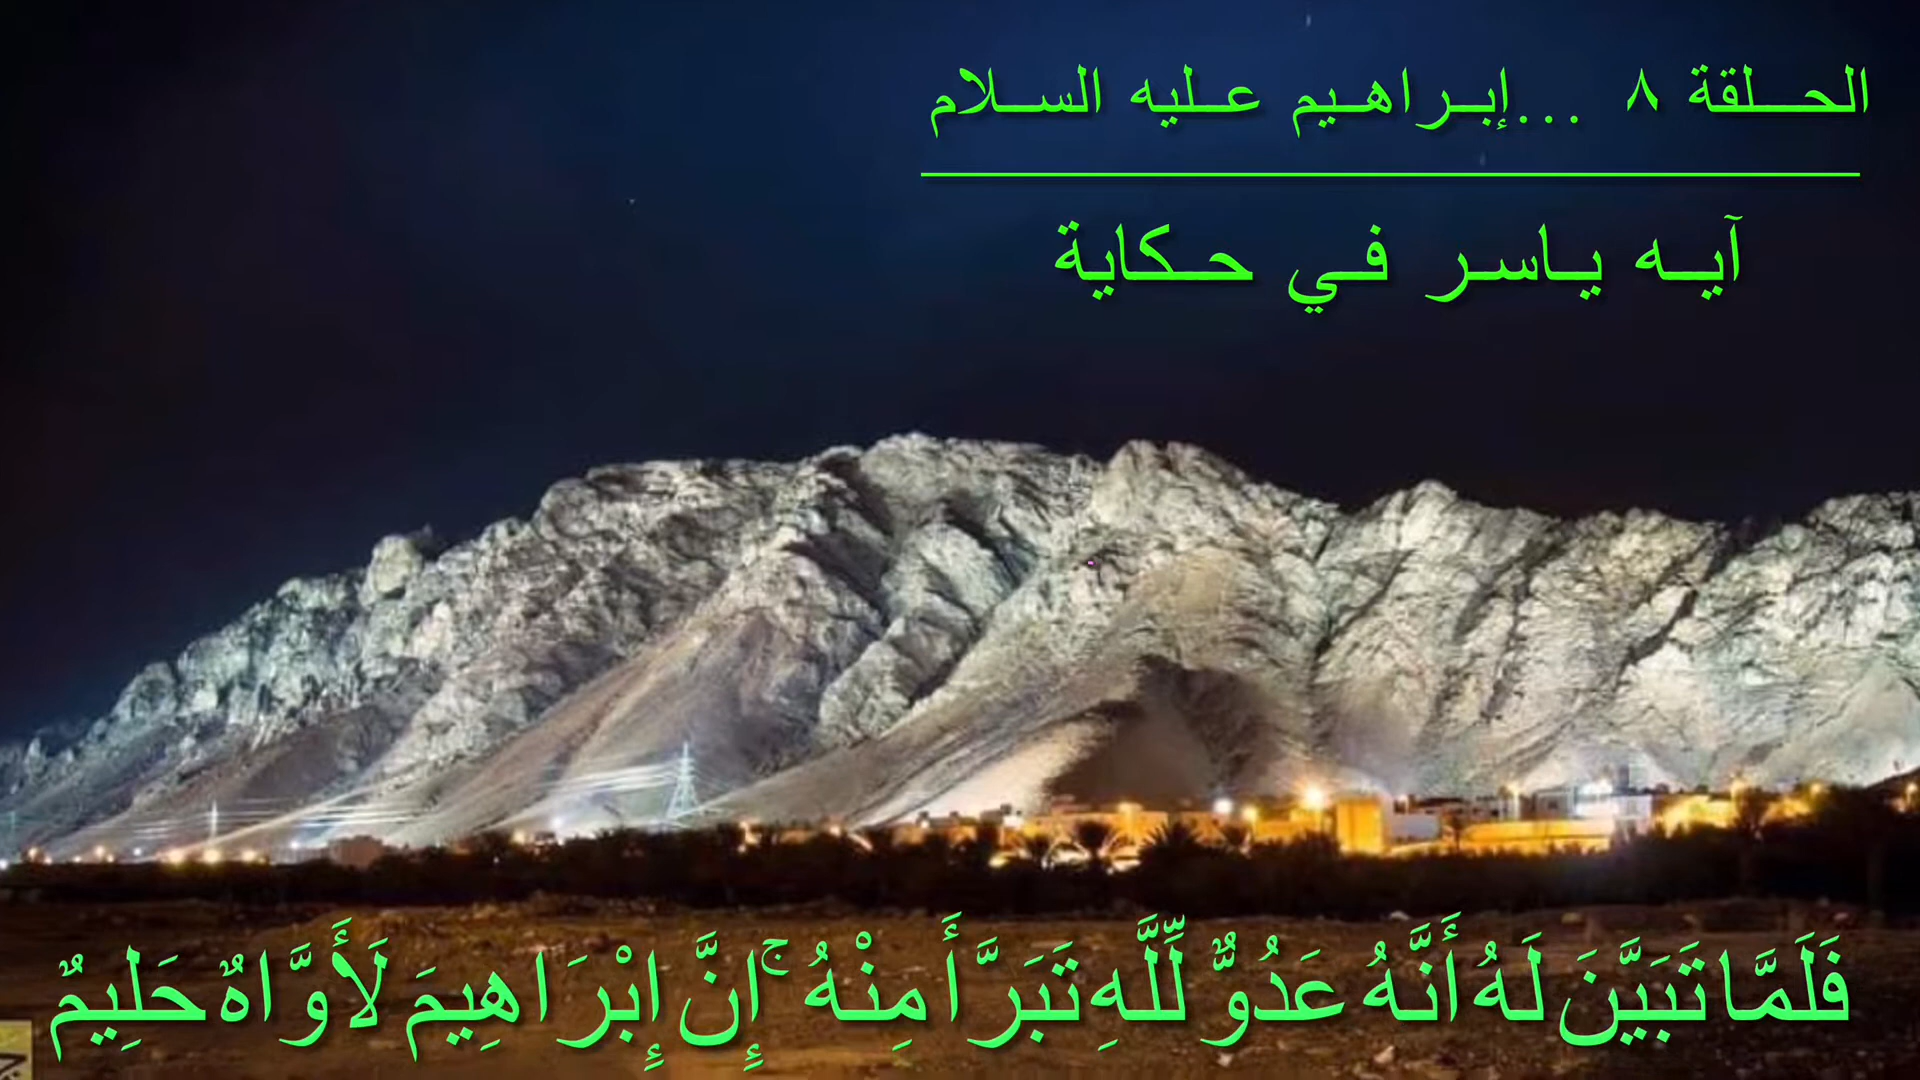 الحلقة ٨ ...إبراهيم عليه السلام
آيه ياسر في حكاية
فَلَمَّا تَبَيَّنَ لَهُ أَنَّهُ عَدُوٌّ لِّلَّهِ تَبَرَّأَ مِنْهُ ۚ إِنَّ إِبْرَاهِيمَ لَأَوَّاهٌ حَلِيمٌ